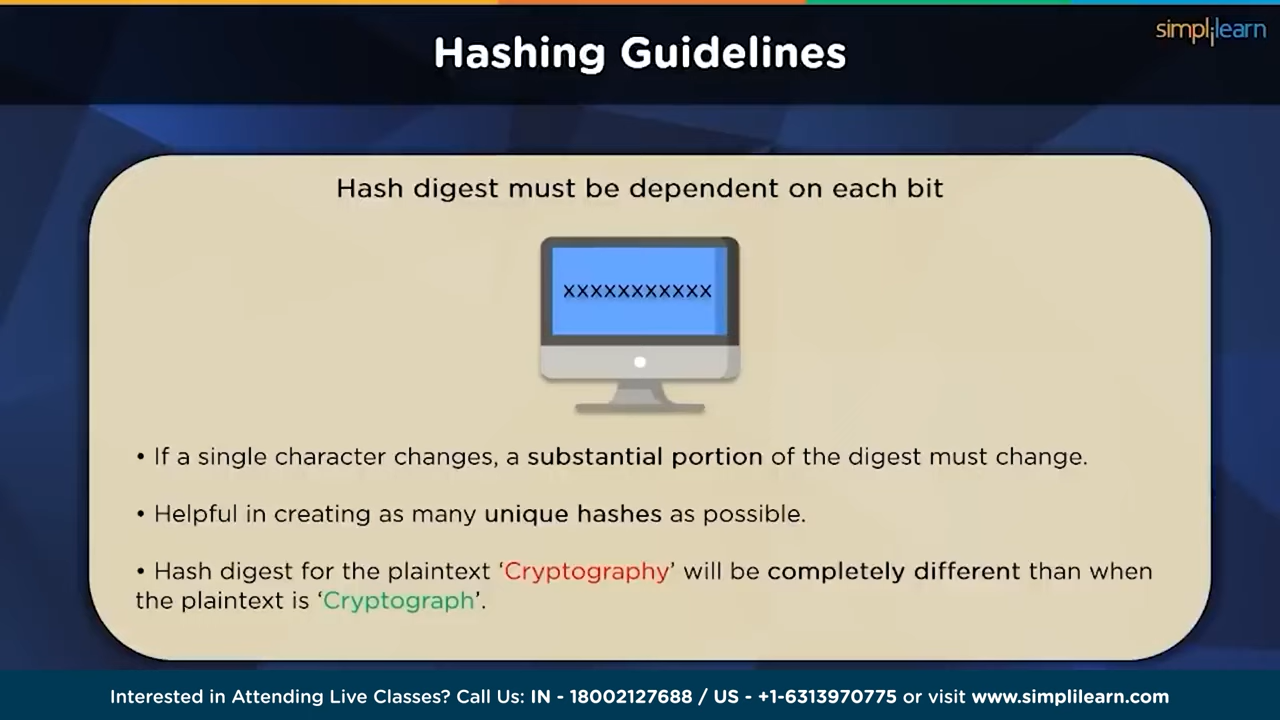 simplilearn
Hashing Guidelines
Hash digest must be dependent on each bit
xxxxxxxxxxx
• If a single character changes, a substantial portion of the digest must change.
• Helpful in creating as many unique hashes as possible.
• Hash digest for the plaintext ‘Cryptography’ will be completely different than when
the plaintext is ‘Cryptograph’.
Interested in Attending Live Classes? Call Us: IN - 18002127688 / US - +1-6313970775 or visit www.simplilearn.com